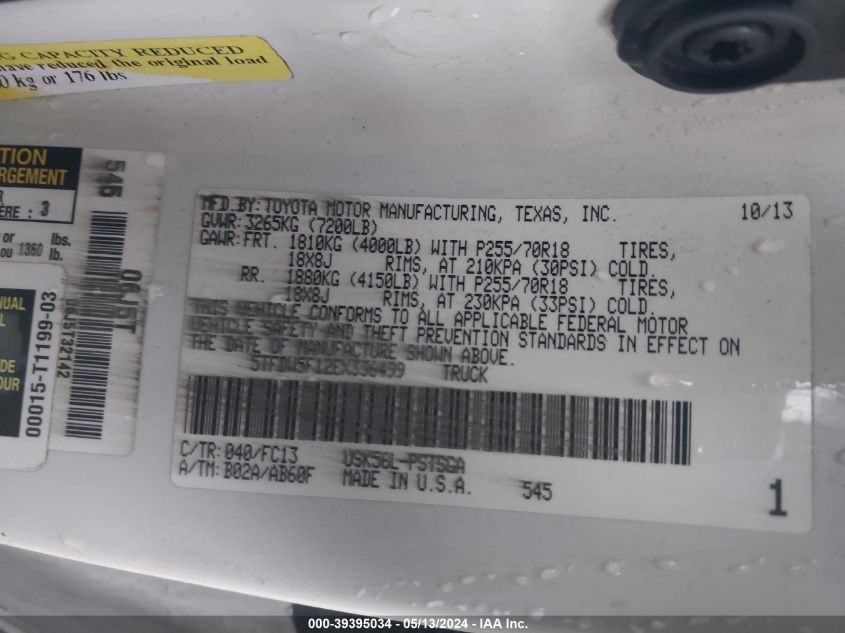 G CAPACITY REDUCED
have reduced the original load
0 kg or 176 lbs
TION
RGEMENT
R
ERE : 3
or lbs.
ou 1360 lb.
NUAL
DE
OUR
00015-T1199-03
545
06J5T
J5T32142
MFD BY: TOYOTA MOTOR MANUFACTURING, TEXAS, INC. 10/13
GVWR: 3265KG (7200LB)
GAWR: FRT. 1810KG (4000LB) WITH P255/70R18 TIRES,
18X8J RIMS, AT 210KPA (30PSI) COLD.
RR. 1880KG (4150LB) WITH P255/70R18 TIRES,
18X8J RIMS, AT 230KPA (33PSI) COLD.
THIS VEHICLE CONFORMS TO ALL APPLICABLE FEDERAL MOTOR
VEHICLE SAFETY AND THEFT PREVENTION STANDARDS IN EFFECT ON
THE DATE OF MANUFACTURE SHOWN ABOVE.
TRUCK
C/TR: 040/FC13 USK56L-PSTSGA
A/TM: B02A/AB60F MADE IN U.S.A. 545
1
000-39395034 - 05/13/2024 - IAA Inc.